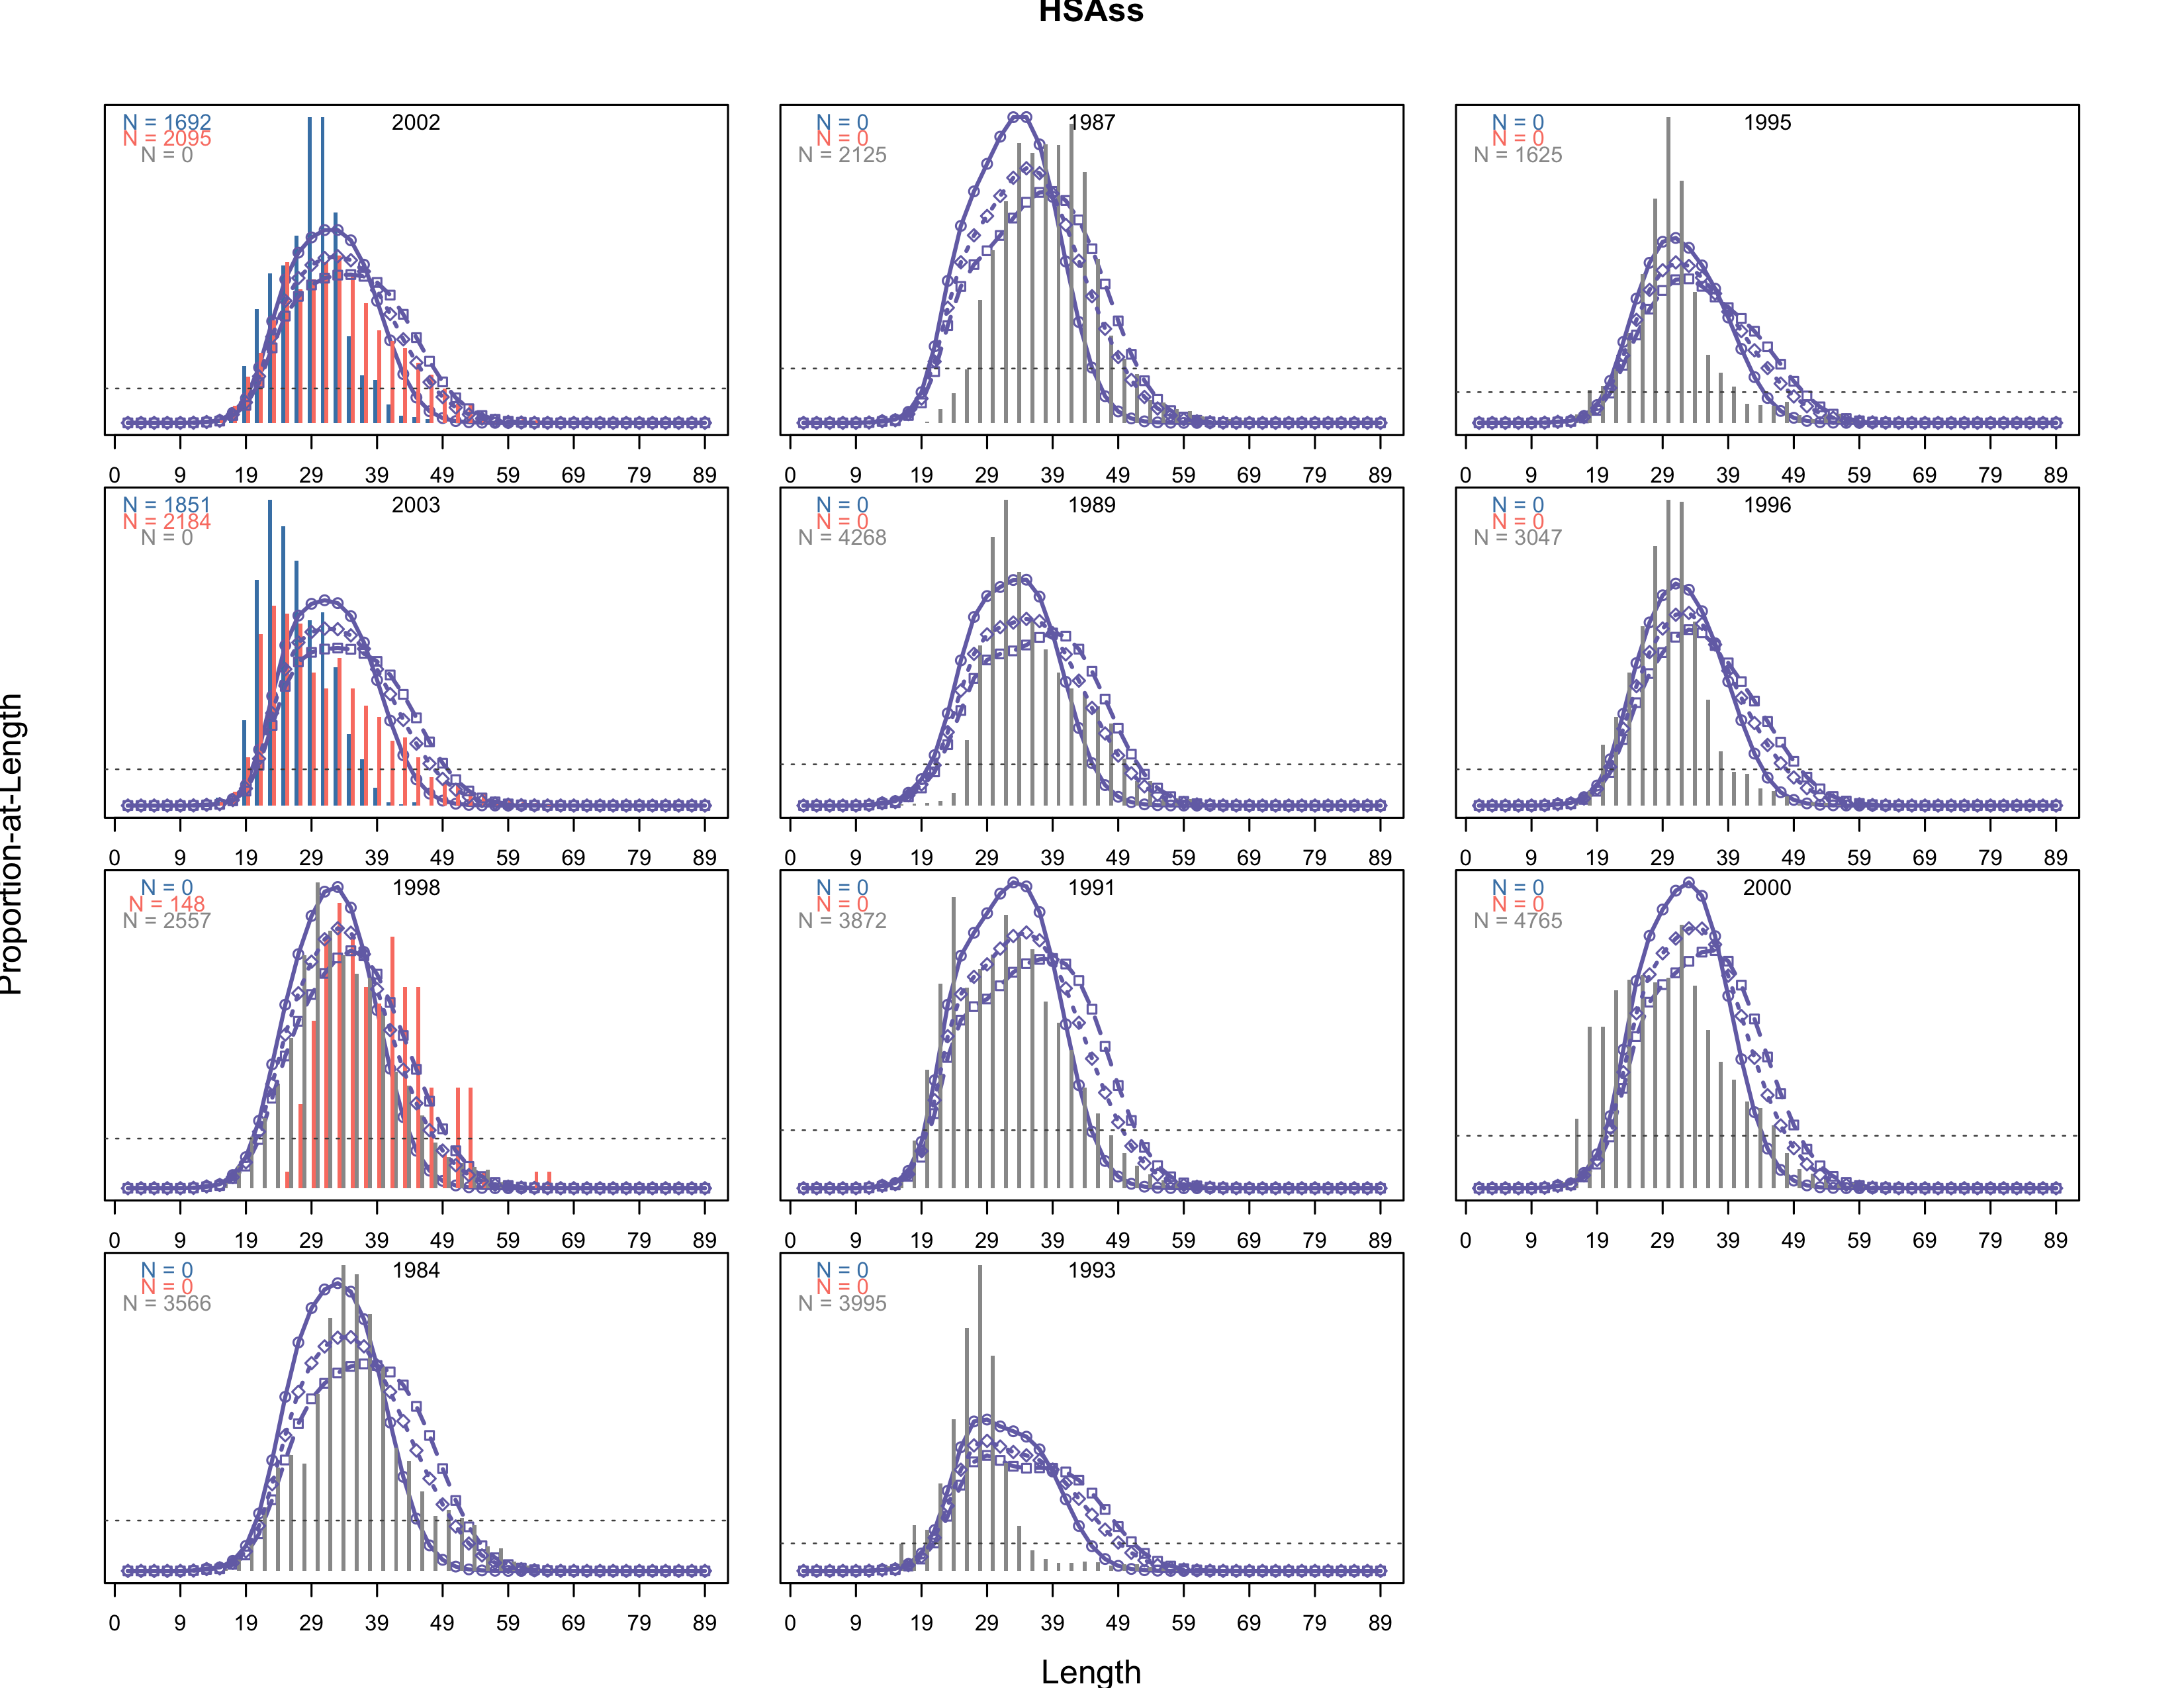 HSAss
N = 1692
N = 2095
N = 0
2002
0 9 19 29 39 49 59 69 79 89
N = 0
N = 0
N = 2125
1987
0 9 19 29 39 49 59 69 79 89
N = 0
N = 0
N = 1625
1995
0 9 19 29 39 49 59 69 79 89
N = 1851
N = 2184
N = 0
2003
0 9 19 29 39 49 59 69 79 89
N = 0
N = 0
N = 4268
1989
0 9 19 29 39 49 59 69 79 89
N = 0
N = 0
N = 3047
1996
0 9 19 29 39 49 59 69 79 89
N = 0
N = 148
N = 2557
1998
0 9 19 29 39 49 59 69 79 89
N = 0
N = 0
N = 3872
1991
0 9 19 29 39 49 59 69 79 89
N = 0
N = 0
N = 4765
2000
0 9 19 29 39 49 59 69 79 89
N = 0
N = 0
N = 3566
1984
0 9 19 29 39 49 59 69 79 89
N = 0
N = 0
N = 3995
1993
0 9 19 29 39 49 59 69 79 89
Proportion-at-Length
Length